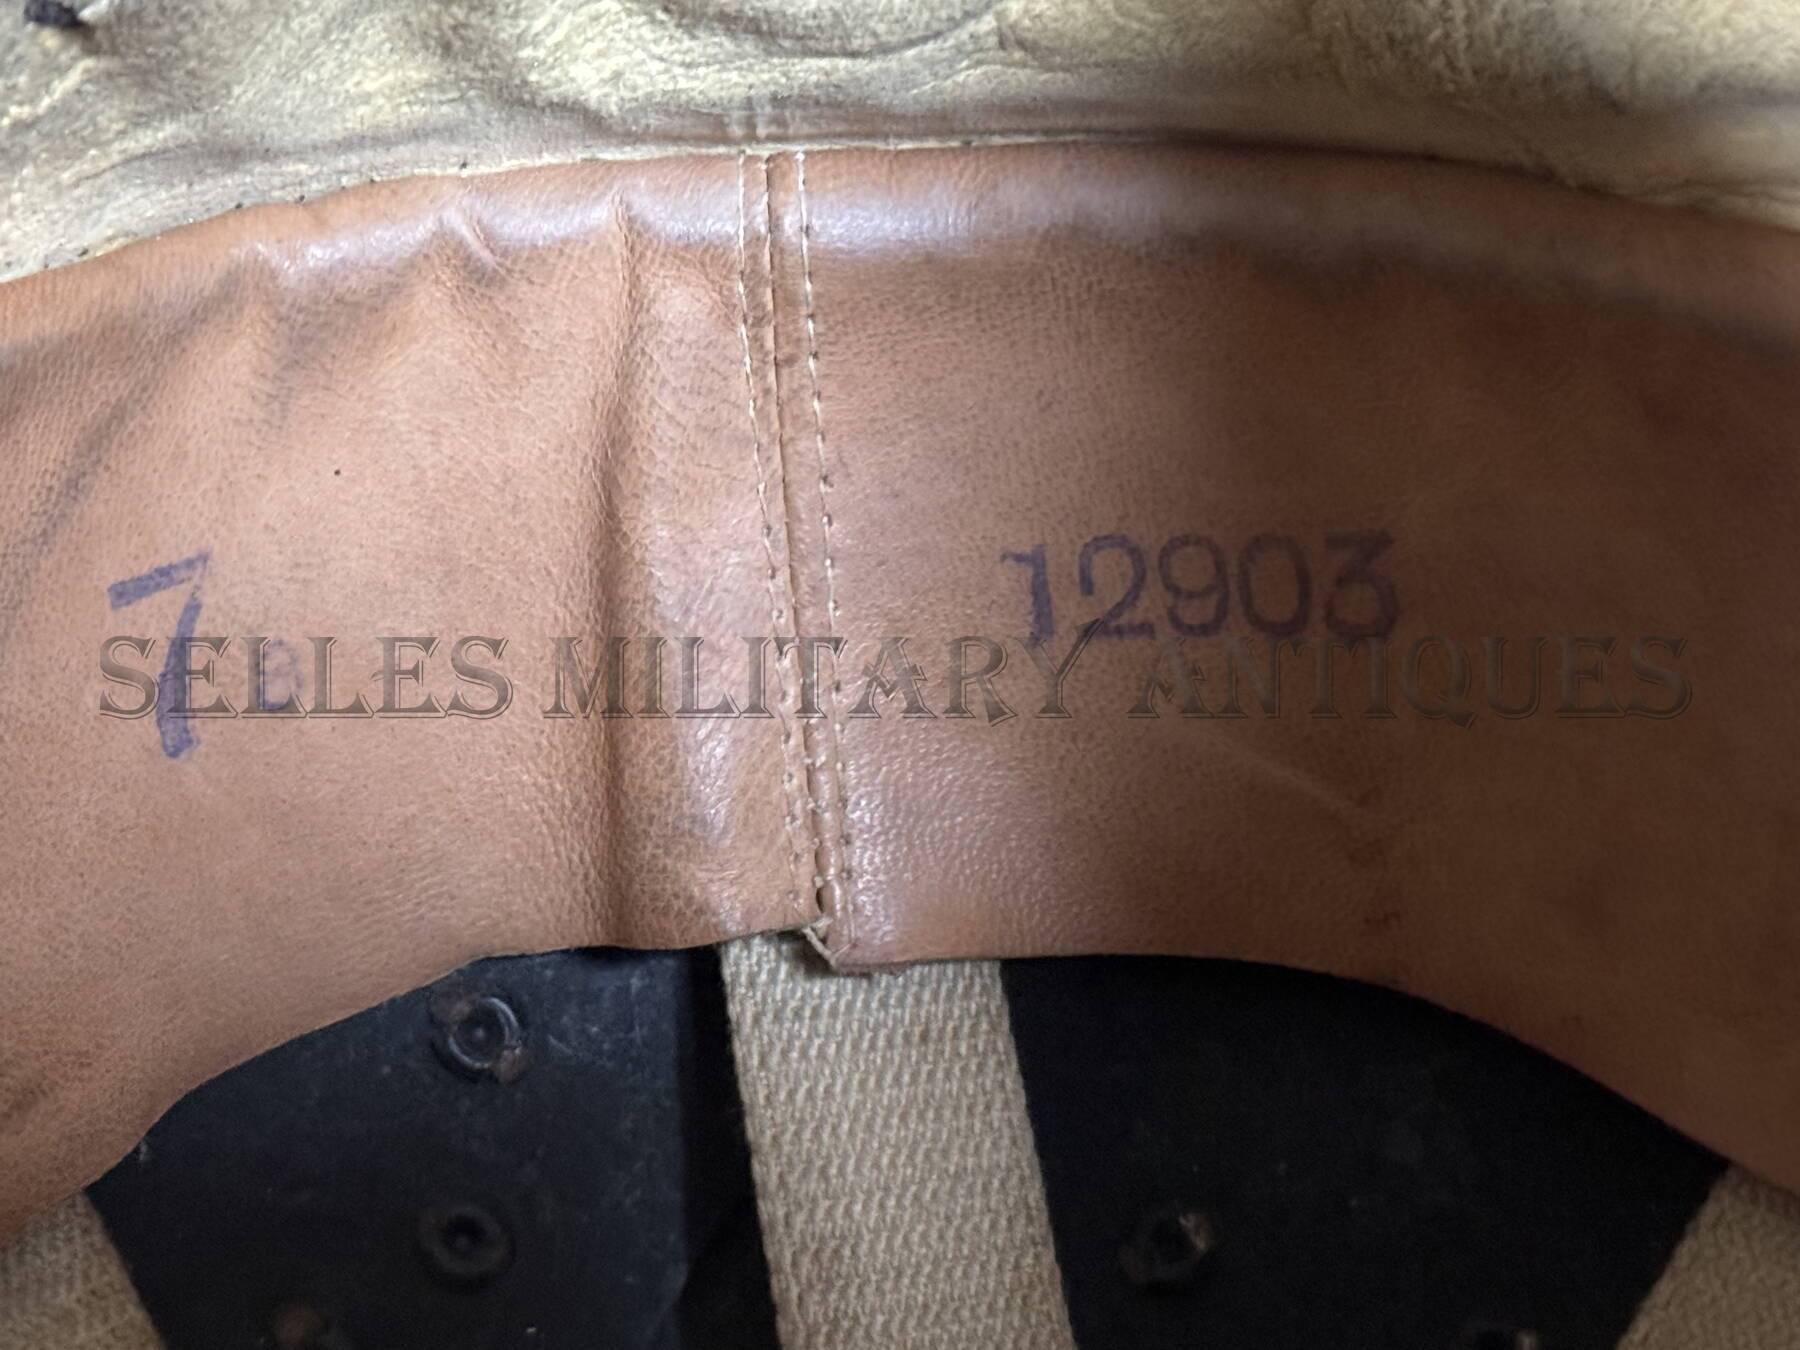 7 B
12903
SELLES MILITARY ANTIQUES